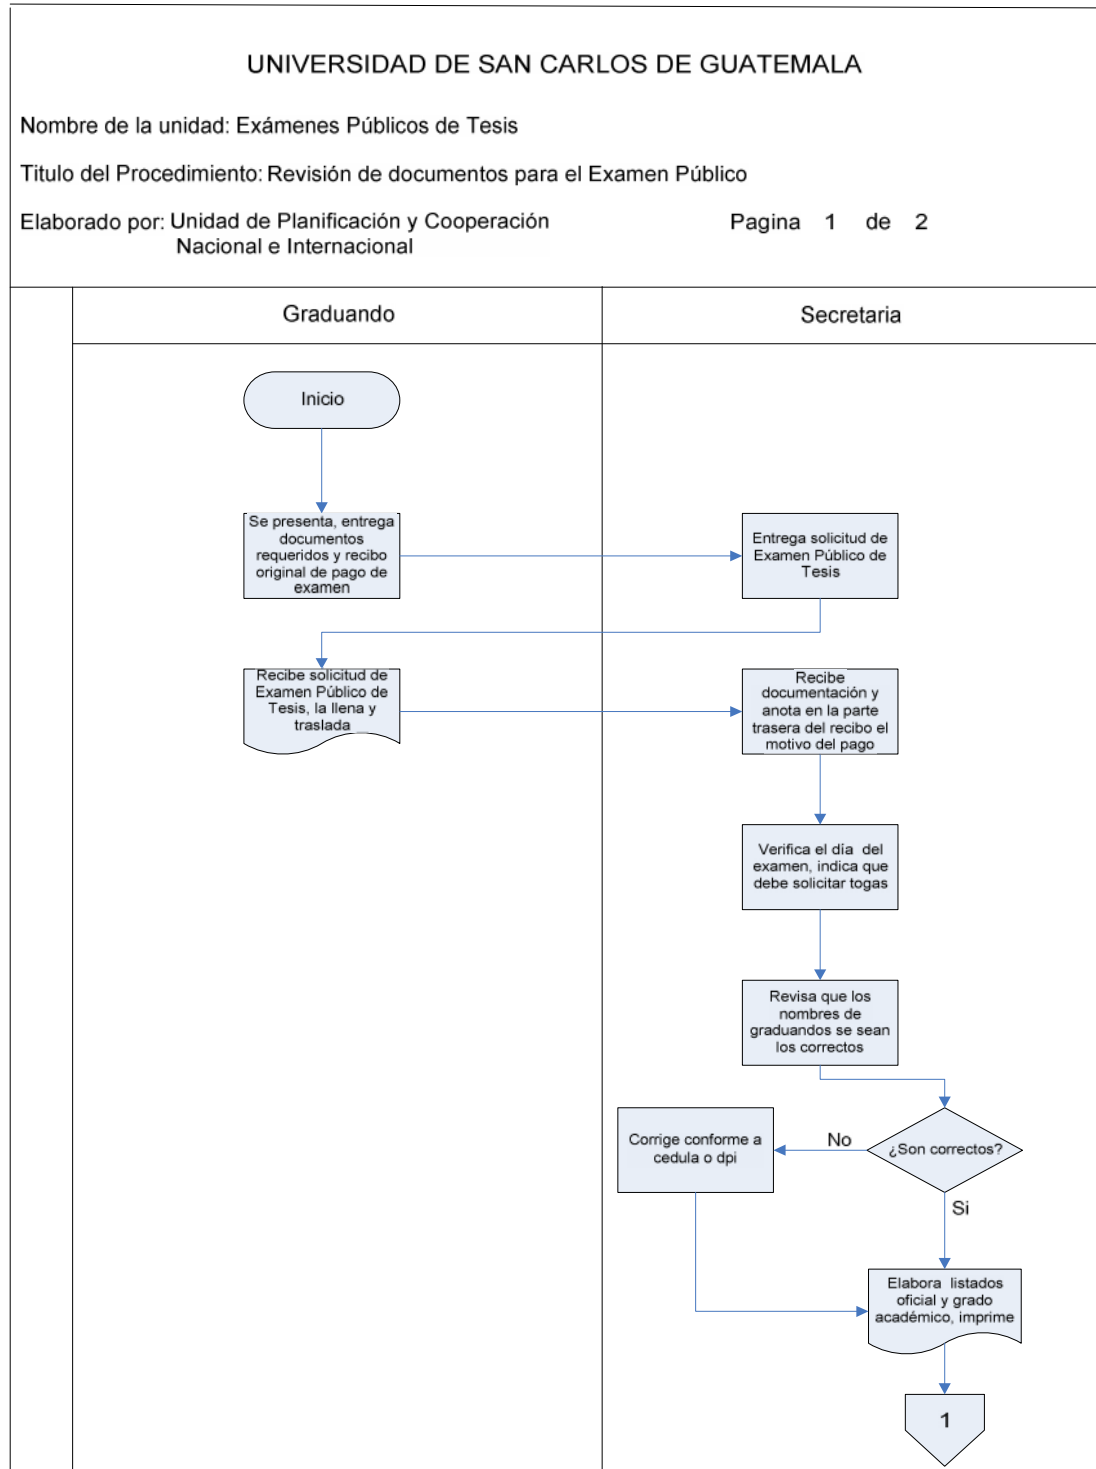 UNIVERSIDAD DE SAN CARLOS DE GUATEMALA
Nombre de la unidad: Exámenes Públicos de Tesis
Titulo del Procedimiento: Revisión de documentos para el Examen Público
Elaborado por: Unidad de Planificación y Cooperación
Nacional e Internacional
Pagina 1 de 2
Graduando
Secretaria
Inicio
Se presenta, entrega
documentos
requeridos y recibo
original de pago de
examen
Entrega solicitud de
Examen Público de
Tesis
Recibe solicitud de
Examen Público de
Tesis, la llena y
traslada
Recibe
documentación y
anota en la parte
trasera del recibo el
motivo del pago
Verifica el día del
examen, indica que
debe solicitar togas
Revisa que los
nombres de
graduandos se sean
los correctos
¿Son correctos?
No
Corrige conforme a
cedula o dpi
Si
Elabora listados
oficial y grado
académico, imprime
1